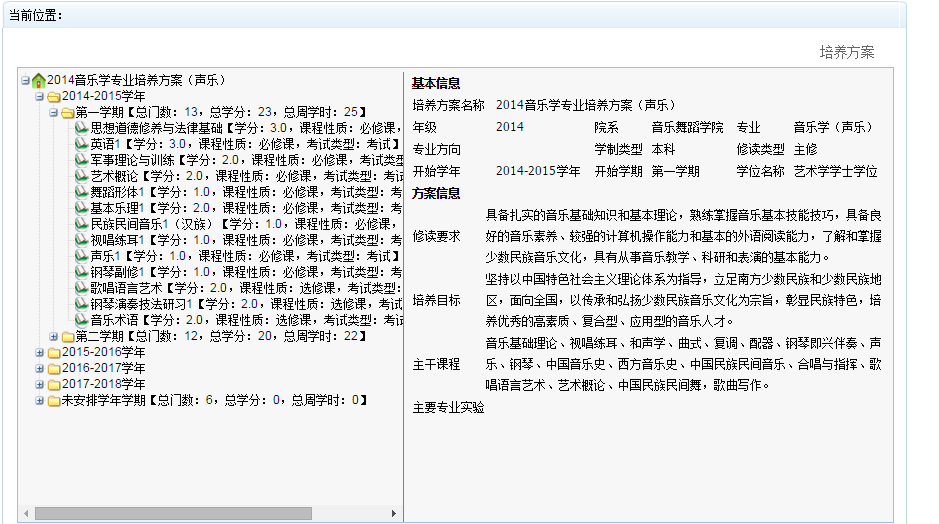 当前位置：
培养方案
2014音乐学专业培养方案（声乐）
2014-2015学年
第一学期【总门数：13，总学分：23，总周学时：25】
思想道德修养与法律基础【学分：3.0，课程性质：必修课，
英语1【学分：3.0，课程性质：必修课，考试类型：考试】
军事理论与训练【学分：2.0，课程性质：必修课，考试类
艺术概论【学分：2.0，课程性质：必修课，考试类型：考
舞蹈形体1【学分：1.0，课程性质：必修课，考试类型：考
基本乐理1【学分：2.0，课程性质：必修课，考试类型：考
民族民间音乐1（汉族）【学分：1.0，课程性质：必修课，
视唱练耳1【学分：1.0，课程性质：必修课，考试类型：考
声乐1【学分：1.0，课程性质：必修课，考试类型：考试】
钢琴副修1【学分：1.0，课程性质：必修课，考试类型：考
歌唱语言艺术【学分：2.0，课程性质：选修课，考试类型：
钢琴演奏技法研习1【学分：2.0，课程性质：选修课，考试
音乐术语【学分：2.0，课程性质：选修课，考试类型：考
第二学期【总门数：12，总学分：20，总周学时：22】
2015-2016学年
2016-2017学年
2017-2018学年
未安排学年学期【总门数：6，总学分：0，总周学时：0】
基本信息
培养方案名称 2014音乐学专业培养方案（声乐）
年级 2014 院系 音乐舞蹈学院 专业 音乐学（声乐）
专业方向 学制类型 本科 修读类型 主修
开始学年 2014-2015学年 开始学期 第一学期 学位名称 艺术学学士学位
方案信息
修读要求
具备扎实的音乐基础知识和基本理论，熟练掌握音乐基本技能技巧，具备良
好的音乐素养、较强的计算机操作能力和基本的外语阅读能力，了解和掌握
少数民族音乐文化，具有从事音乐教学、科研和表演的基本能力。
培养目标
坚持以中国特色社会主义理论体系为指导，立足南方少数民族和少数民族地
区，面向全国，以传承和弘扬少数民族音乐文化为宗旨，彰显民族特色，培
养优秀的高素质、复合型、应用型的音乐人才。
主干课程
音乐基础理论、视唱练耳、和声学、曲式、复调、配器、钢琴即兴伴奏、声
乐、钢琴、中国音乐史、西方音乐史、中国民族民间音乐、合唱与指挥、歌
唱语言艺术、艺术概论、中国民族民间舞，歌曲写作。
主要专业实验